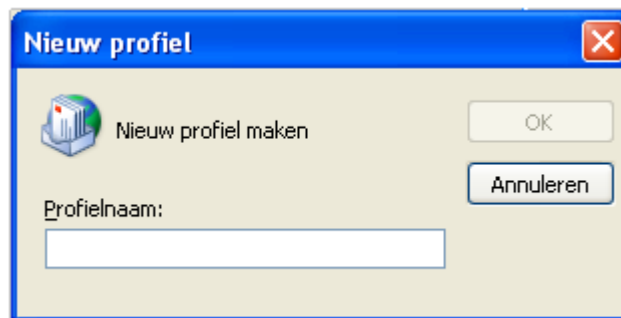 Nieuw profiel
Nieuw profiel maken
OK
Annuleren
Profielnaam: